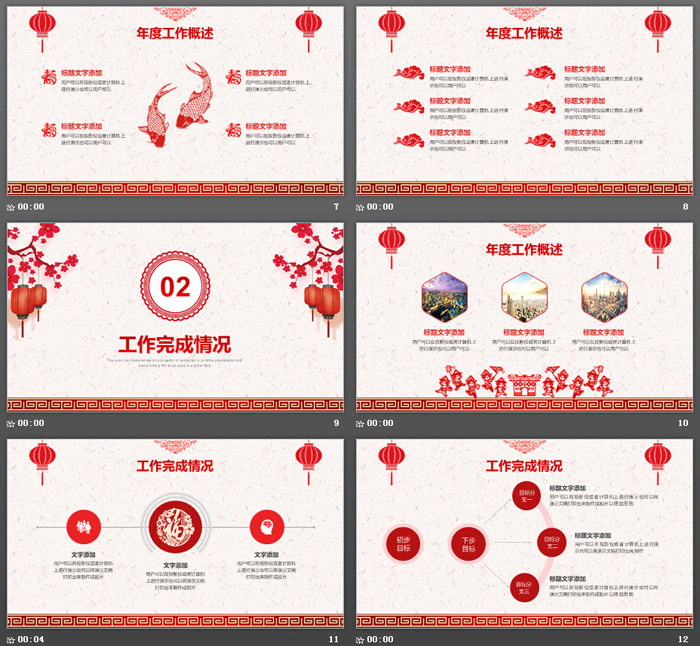 年度工作概述
标题文字添加
用户可以在投影仪或者计算机上
进行演示也可以用户可以
标题文字添加
用户可以在投影仪或者计算机上
进行演示也可以用户可以
标题文字添加
用户可以在投影仪或者计算机上
进行演示也可以用户可以
标题文字添加
用户可以在投影仪或者计算机上
进行演示也可以用户可以
00:00
7
年度工作概述
标题文字添加
用户可以在投影仪或者计算机上进行演
示也可以用户可以
标题文字添加
用户可以在投影仪或者计算机上进行演
示也可以用户可以
标题文字添加
用户可以在投影仪或者计算机上进行演
示也可以用户可以
标题文字添加
用户可以在投影仪或者计算机上进行演
示也可以用户可以
标题文字添加
用户可以在投影仪或者计算机上进行演
示也可以用户可以
标题文字添加
用户可以在投影仪或者计算机上进行演
示也可以用户可以
00:00
8
02
工作完成情况
00:00
9
年度工作概述
标题文字添加
用户可以在投影仪或者计算机上
进行演示也可以用户可以
标题文字添加
用户可以在投影仪或者计算机上
进行演示也可以用户可以
标题文字添加
用户可以在投影仪或者计算机上
进行演示也可以用户可以
00:00
10
工作完成情况
文字添加
用户可以在投影仪或者计算机
上进行演示也可以将演示文稿
打印出来制作成胶片
文字添加
用户可以在投影仪或者计算机
上进行演示也可以将演示文稿
打印出来制作成胶片
文字添加
用户可以在投影仪或者计算机
上进行演示也可以将演示文稿
打印出来制作成胶片
00:04
11
工作完成情况
初步
目标
下步
目标
目标分
支一
目标分
支二
目标分
支三
标题文字添加
用户可以在投影仪或者计算机上进行演示也可以将
演示文稿打印出来制作成胶片以便应用到
标题文字添加
用户可以在投影仪或者计算机上进行演
示也可以将演示文稿打印出来制作
标题文字添加
用户可以在投影仪或者计算机上进行演示也可以将
演示文稿打印出来制作成胶片以便应用到
00:00
12